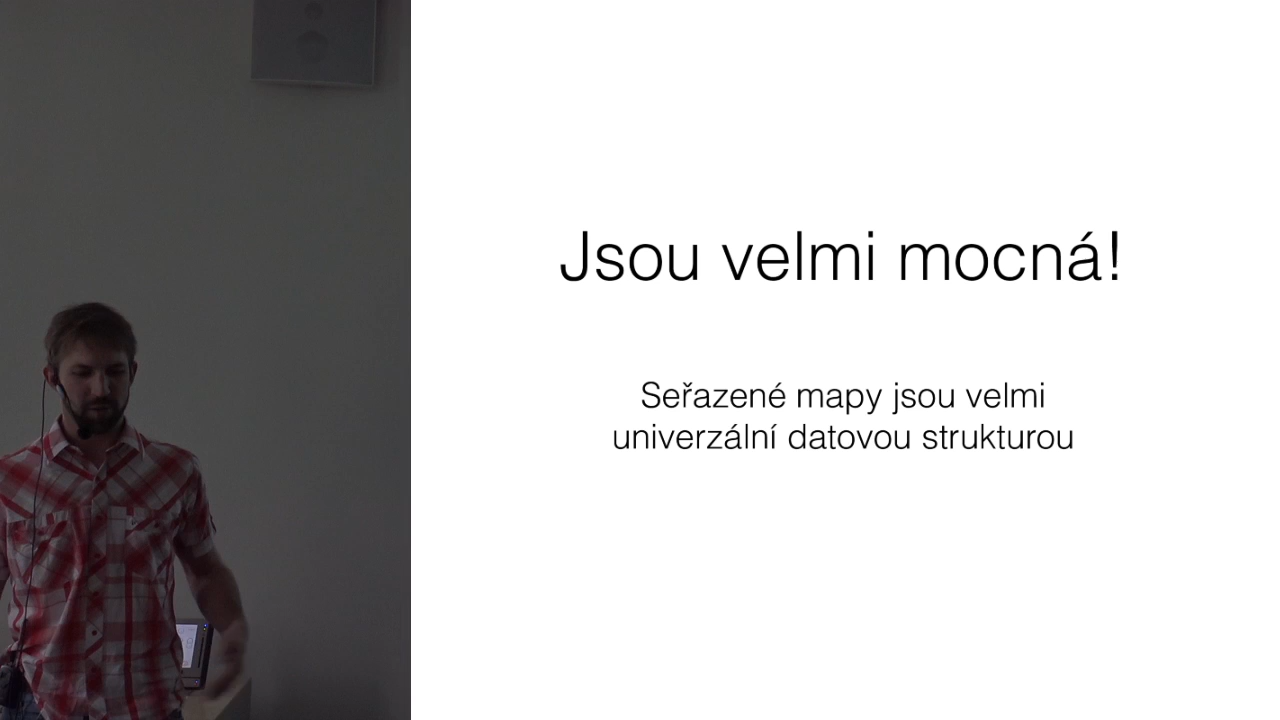 Jsou velmi mocná!
Seřazené mapy jsou velmi
univerzální datovou strukturou